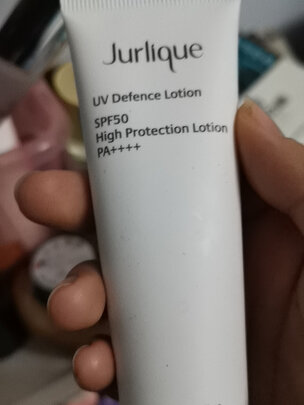 Jurlique
UV Defence Lotion
SPF50
High Protection Lotion
PA++++